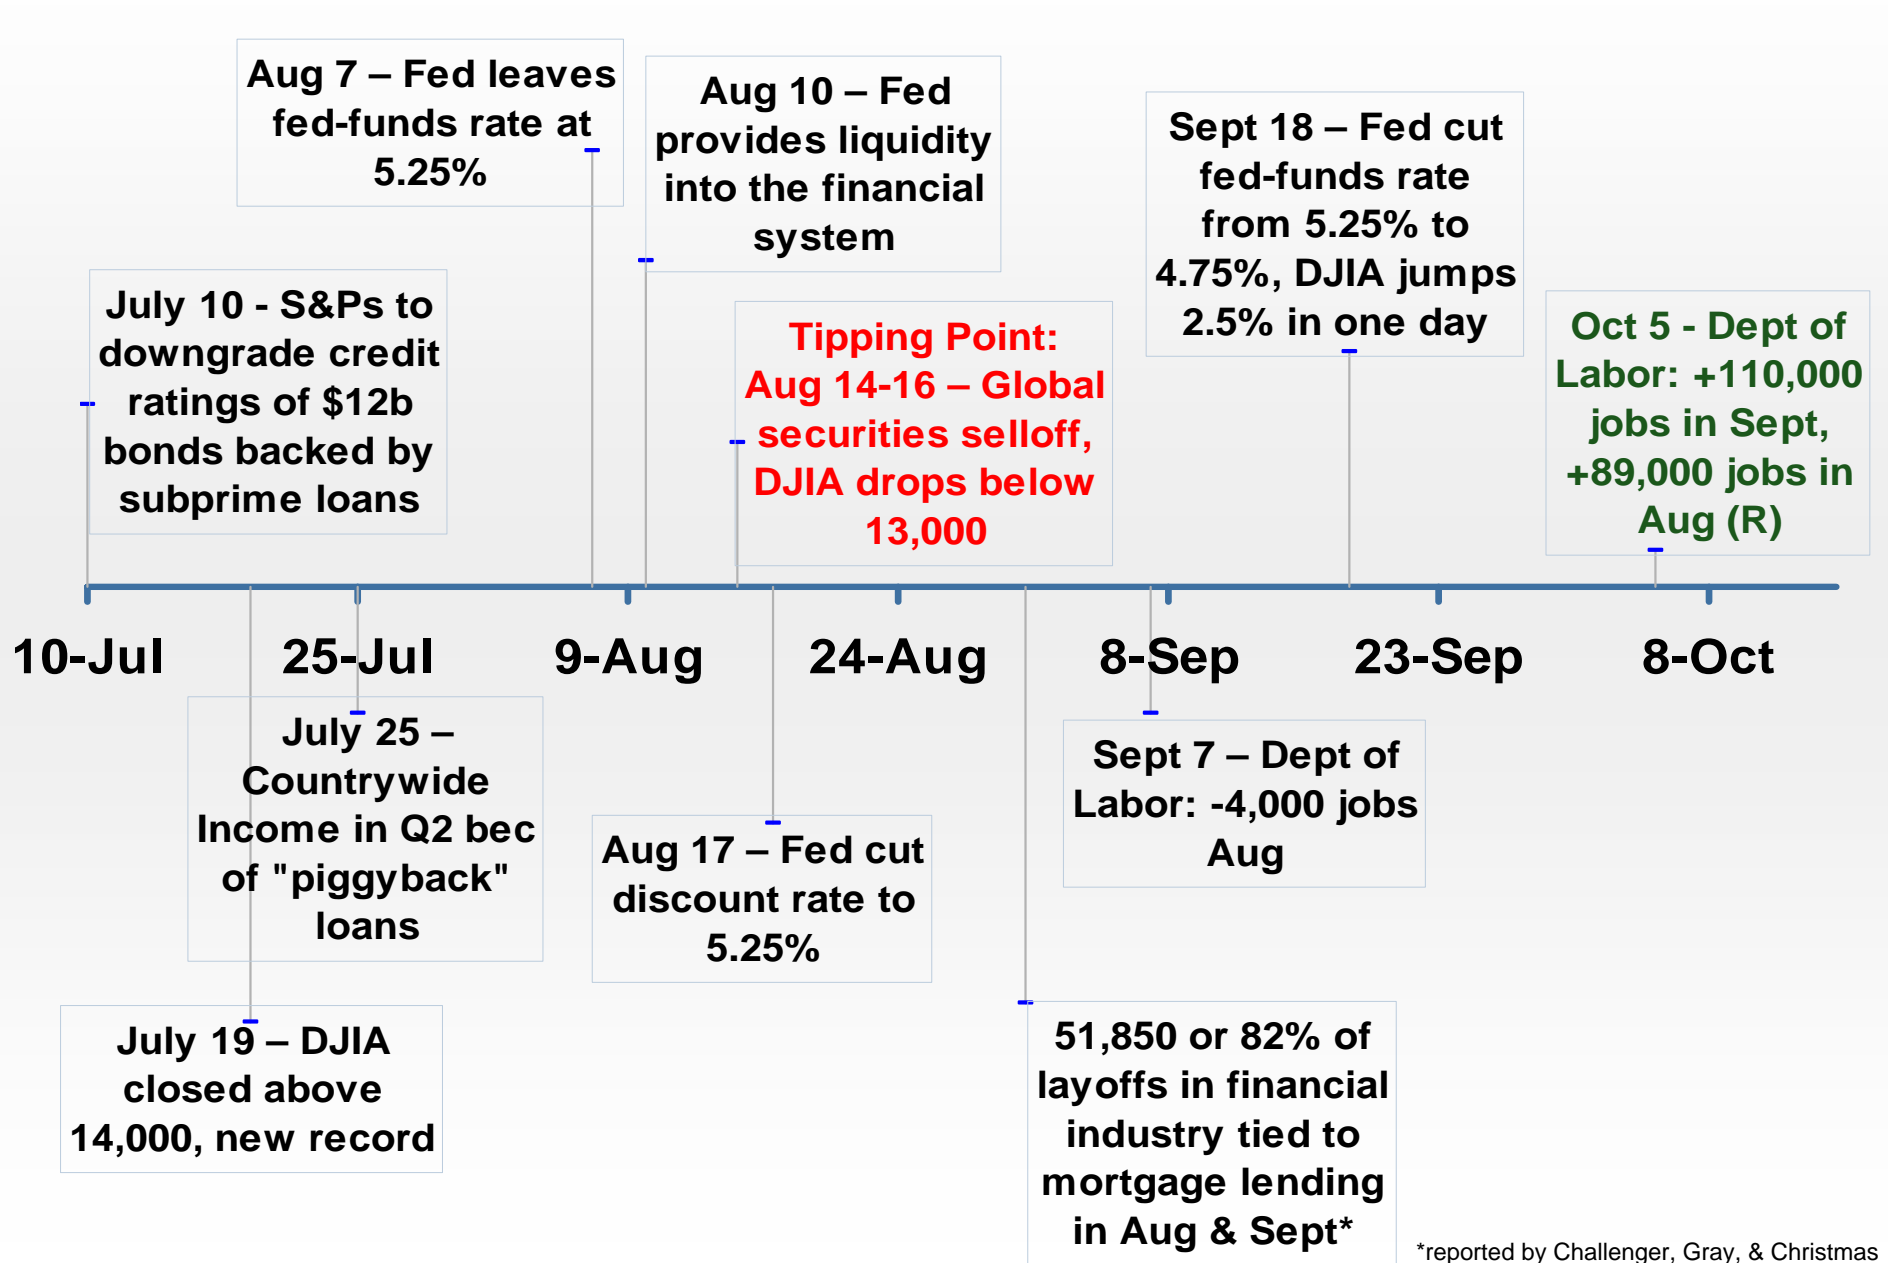 Aug 7 – Fed leaves
fed-funds rate at
5.25%
Aug 10 – Fed
provides liquidity
into the financial
system
Sept 18 – Fed cut
fed-funds rate
from 5.25% to
4.75%, DJIA jumps
2.5% in one day
July 10 - S&Ps to
downgrade credit
ratings of $12b
bonds backed by
subprime loans
Tipping Point:
Aug 14-16 – Global
securities selloff,
DJIA drops below
13,000
Oct 5 - Dept of
Labor: +110,000
jobs in Sept,
+89,000 jobs in
Aug (R)
10-Jul
25-Jul
9-Aug
24-Aug
8-Sep
23-Sep
8-Oct
July 25 –
Countrywide
Income in Q2 bec
of "piggyback"
loans
Sept 7 – Dept of
Labor: -4,000 jobs
Aug
Aug 17 – Fed cut
discount rate to
5.25%
July 19 – DJIA
closed above
14,000, new record
51,850 or 82% of
layoffs in financial
industry tied to
mortgage lending
in Aug & Sept*
*reported by Challenger, Gray, & Christmas